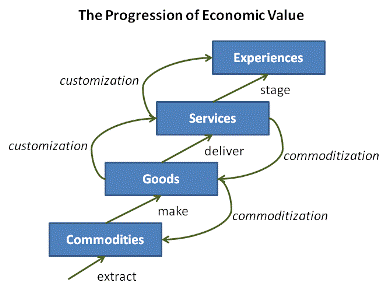 The Progression of Economic Value
Experiences
customization
stage
Services
customization
deliver
commoditization
Goods
make
commoditization
Commodities
extract